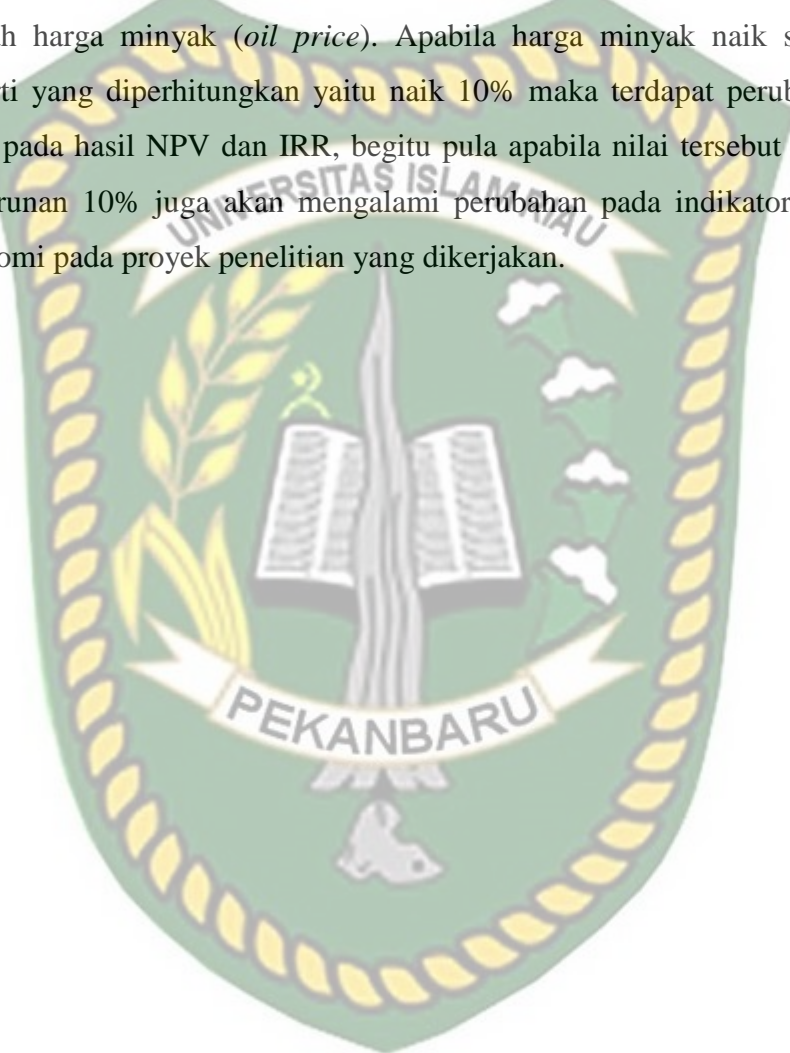 h harga minyak (oil price). Apabila harga minyak naik s
ti yang diperhitungkan yaitu naik 10% maka terdapat perub
pada hasil NPV dan IRR, begitu pula apabila nilai tersebut
runan 10% juga akan mengalami perubahan pada indikator
omi pada proyek penelitian yang dikerjakan.
UNIVERSITAS ISLAM RIAU
PEKANBARU